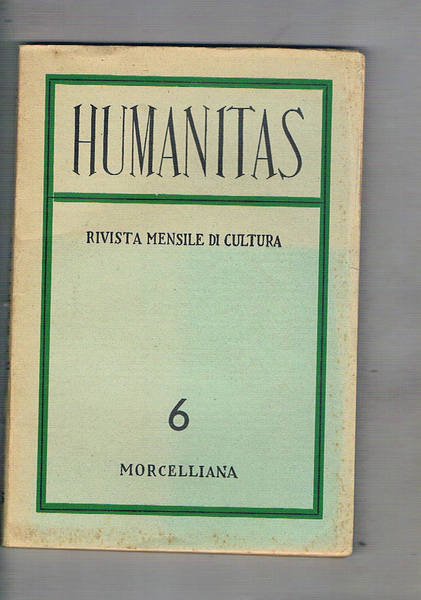 HUMANITAS
RIVISTA MENSILE DI CULTURA
6
MORCELLIANA